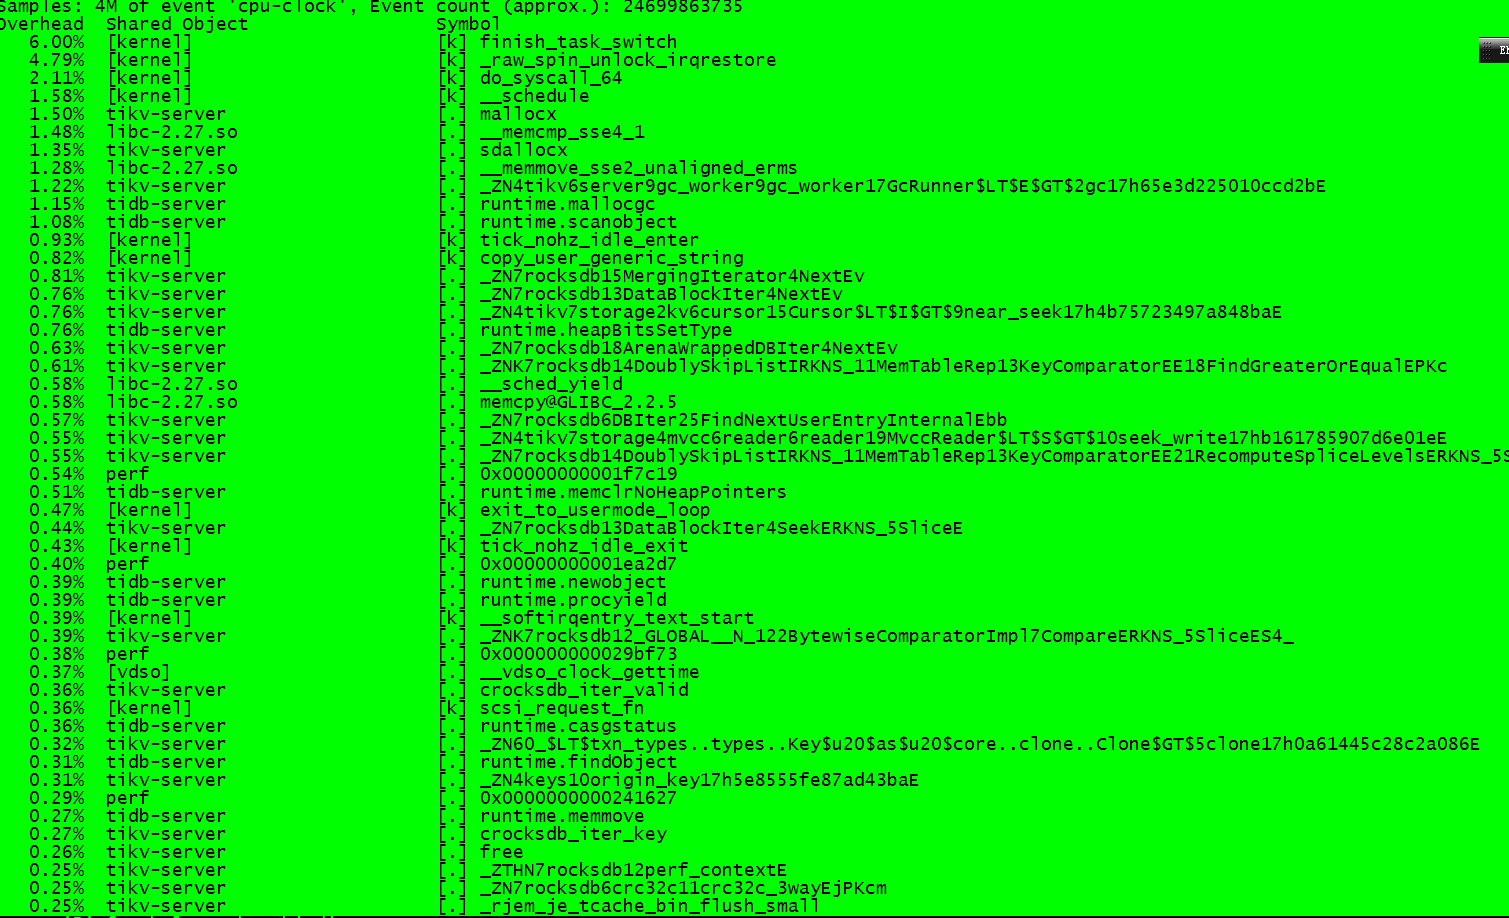 Samples: 4M of event 'cpu-clock', Event count (approx.): 24699863735
Overhead  Shared Object  Symbol
6.00%  [kernel]  [k] finish_task_switch
4.79%  [kernel]  [k] _raw_spin_unlock_irqrestore
2.11%  [kernel]  [k] do_syscall_64
1.58%  [kernel]  [k] __schedule
1.50%  tikv-server  [.] mallocx
1.48%  libc-2.27.so  [.] __memcmp_sse4_1
1.35%  tikv-server  [.] sdallocx
1.28%  libc-2.27.so  [.] __memmove_sse2_unaligned_erms
1.22%  tikv-server  [.] _ZN4tikv6server9gc_worker9gc_worker17GcRunner$LT$E$GT$2gc17h65e3d225010ccd2bE
1.15%  tidb-server  [.] runtime.mallocgc
1.08%  tidb-server  [.] runtime.scanobject
0.93%  [kernel]  [k] tick_nohz_idle_enter
0.82%  [kernel]  [k] copy_user_generic_string
0.81%  tikv-server  [.] _ZN7rocksdb15MergingIterator4NextEv
0.76%  tikv-server  [.] _ZN7rocksdb13DataBlockIter4NextEv
0.76%  tikv-server  [.] _ZN4tikv7storage2kv6cursor15Cursor$LT$I$GT$9near_seek17h4b75723497a848baE
0.76%  tidb-server  [.] runtime.heapBitsSetType
0.63%  tikv-server  [.] _ZN7rocksdb18ArenaWrappedDBIter4NextEv
0.61%  tikv-server  [.] _ZNK7rocksdb14DoublySkipListIRKNS_11MemTableRep13KeyComparatorEE18FindGreaterOrEqualEPKc
0.58%  libc-2.27.so  [.] __sched_yield
0.58%  libc-2.27.so  [.] memcpy@GLIBC_2.2.5
0.57%  tikv-server  [.] _ZN7rocksdb6DBIter25FindNextUserEntryInternalEbb
0.55%  tikv-server  [.] _ZN4tikv7storage4mvcc6reader6reader19MvccReader$LT$S$GT$10seek_write17hb161785907d6e01eE
0.55%  tikv-server  [.] _ZN7rocksdb14DoublySkipListIRKNS_11MemTableRep13KeyComparatorEE21RecomputeSpliceLevelsERKNS_5S
0.54%  perf  [.] 0x00000000001f7c19
0.51%  tidb-server  [.] runtime.memclrNoHeapPointers
0.47%  [kernel]  [k] exit_to_usermode_loop
0.44%  tikv-server  [.] _ZN7rocksdb13DataBlockIter4SeekERKNS_5SliceE
0.43%  [kernel]  [k] tick_nohz_idle_exit
0.40%  perf  [.] 0x00000000001ea2d7
0.39%  tidb-server  [.] runtime.newobject
0.39%  tidb-server  [.] runtime.procyield
0.39%  [kernel]  [k] __softirqentry_text_start
0.39%  tikv-server  [.] _ZNK7rocksdb12_GLOBAL__N_122BytewiseComparatorImpl7CompareERKNS_5SliceES4_
0.38%  perf  [.] 0x000000000029bf73
0.37%  [vdso]  [.] __vdso_clock_gettime
0.36%  tikv-server  [.] crocksdb_iter_valid
0.36%  [kernel]  [k] scsi_request_fn
0.36%  tidb-server  [.] runtime.casgstatus
0.32%  tikv-server  [.] _ZN60_$LT$txn_types..types..Key$u20$as$u20$core..clone..Clone$GT$5clone17h0a61445c28c2a086E
0.31%  tidb-server  [.] runtime.findObject
0.31%  tikv-server  [.] _ZN4keys10origin_key17h5e8555fe87ad43baE
0.29%  perf  [.] 0x0000000000241627
0.27%  tidb-server  [.] runtime.memmove
0.27%  tikv-server  [.] crocksdb_iter_key
0.26%  tikv-server  [.] free
0.25%  tikv-server  [.] _ZTHN7rocksdb12perf_contextE
0.25%  tikv-server  [.] _ZN7rocksdb6crc32c11crc32c_3wayEjPKcm
0.25%  tikv-server  [.] _rjem_je_tcache_bin_flush_small